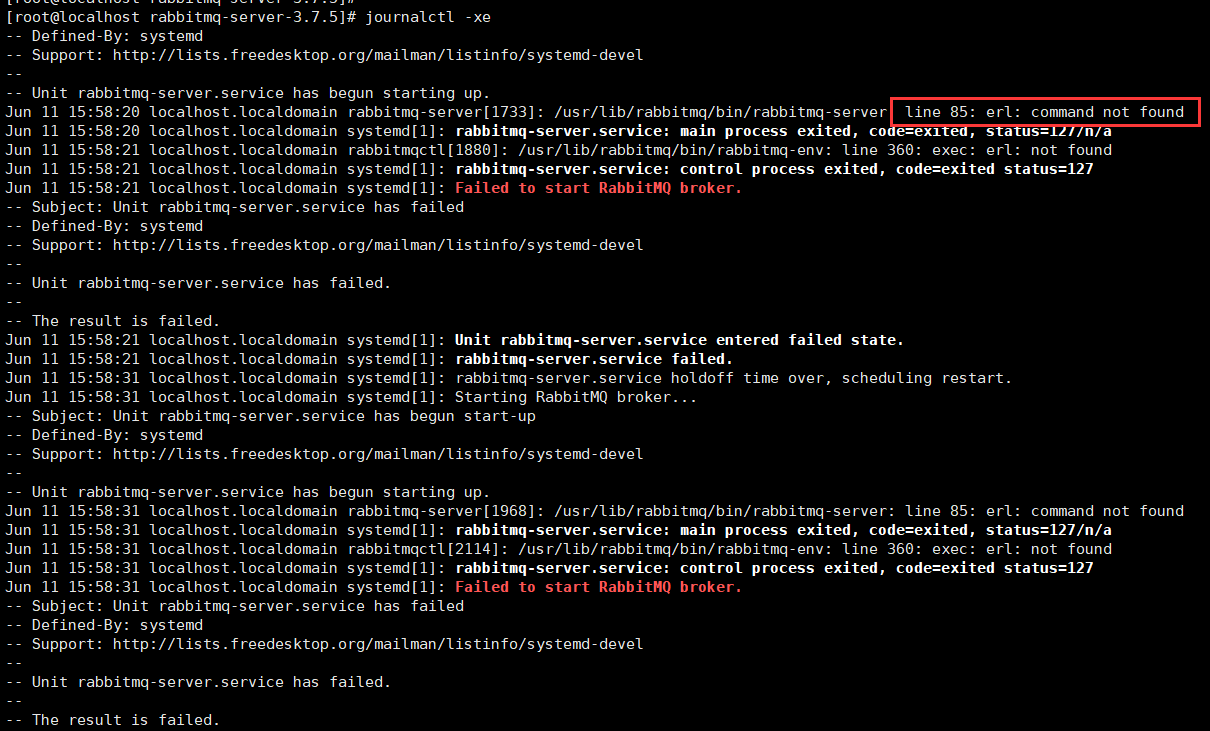 [root@localhost rabbitmq-server-3.7.5]#
[root@localhost rabbitmq-server-3.7.5]# journalctl -xe
-- Defined-By: systemd
-- Support: http://lists.freedesktop.org/mailman/listinfo/systemd-devel
--
-- Unit rabbitmq-server.service has begun starting up.
Jun 11 15:58:20 localhost.localdomain rabbitmq-server[1733]: /usr/lib/rabbitmq/bin/rabbitmq-server line 85: erl: command not found
Jun 11 15:58:20 localhost.localdomain systemd[1]: rabbitmq-server.service: main process exited, code=exited, status=127/n/a
Jun 11 15:58:21 localhost.localdomain rabbitmqctl[1880]: /usr/lib/rabbitmq/bin/rabbitmq-env: line 360: exec: erl: not found
Jun 11 15:58:21 localhost.localdomain systemd[1]: rabbitmq-server.service: control process exited, code=exited status=127
Jun 11 15:58:21 localhost.localdomain systemd[1]: Failed to start RabbitMQ broker.
-- Subject: Unit rabbitmq-server.service has failed
-- Defined-By: systemd
-- Support: http://lists.freedesktop.org/mailman/listinfo/systemd-devel
--
-- Unit rabbitmq-server.service has failed.
--
-- The result is failed.
Jun 11 15:58:21 localhost.localdomain systemd[1]: Unit rabbitmq-server.service entered failed state.
Jun 11 15:58:21 localhost.localdomain systemd[1]: rabbitmq-server.service failed.
Jun 11 15:58:31 localhost.localdomain systemd[1]: rabbitmq-server.service holdoff time over, scheduling restart.
Jun 11 15:58:31 localhost.localdomain systemd[1]: Starting RabbitMQ broker...
-- Subject: Unit rabbitmq-server.service has begun start-up
-- Defined-By: systemd
-- Support: http://lists.freedesktop.org/mailman/listinfo/systemd-devel
--
-- Unit rabbitmq-server.service has begun starting up.
Jun 11 15:58:31 localhost.localdomain rabbitmq-server[1968]: /usr/lib/rabbitmq/bin/rabbitmq-server: line 85: erl: command not found
Jun 11 15:58:31 localhost.localdomain systemd[1]: rabbitmq-server.service: main process exited, code=exited, status=127/n/a
Jun 11 15:58:31 localhost.localdomain rabbitmqctl[2114]: /usr/lib/rabbitmq/bin/rabbitmq-env: line 360: exec: erl: not found
Jun 11 15:58:31 localhost.localdomain systemd[1]: rabbitmq-server.service: control process exited, code=exited status=127
Jun 11 15:58:31 localhost.localdomain systemd[1]: Failed to start RabbitMQ broker.
-- Subject: Unit rabbitmq-server.service has failed
-- Defined-By: systemd
-- Support: http://lists.freedesktop.org/mailman/listinfo/systemd-devel
--
-- Unit rabbitmq-server.service has failed.
--
-- The result is failed.